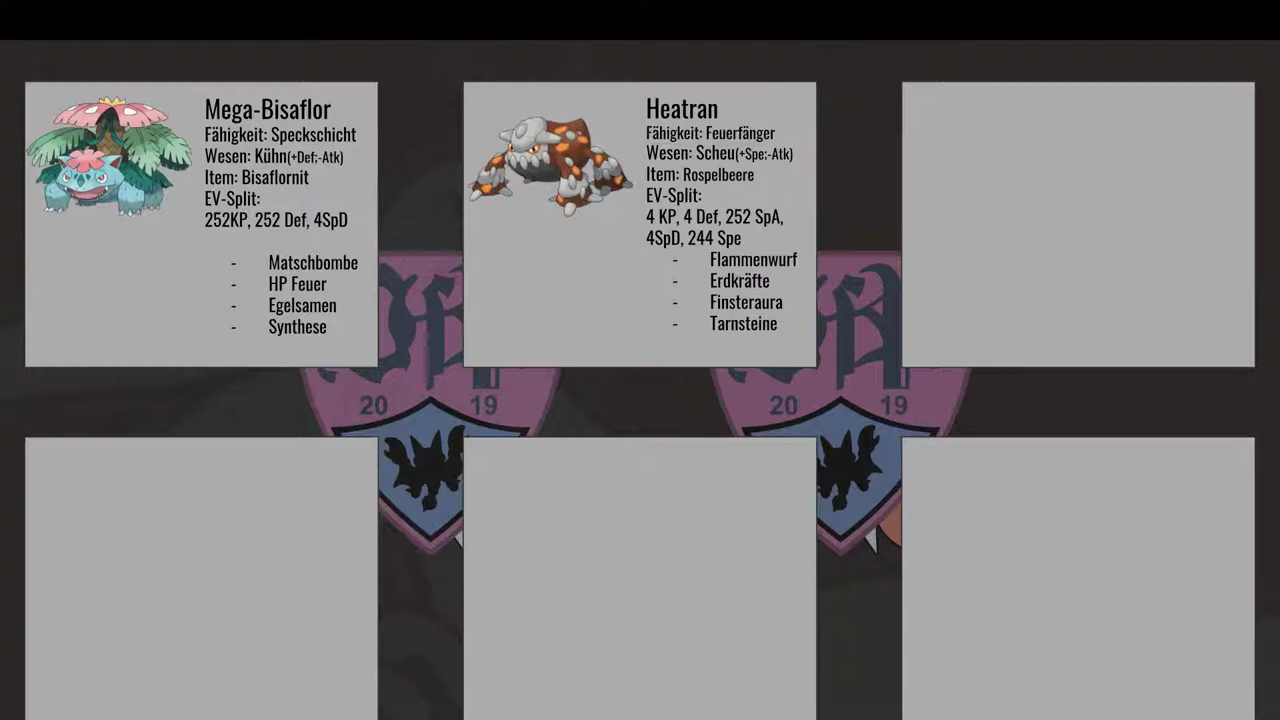 Mega-Bisaflor
Fähigkeit: Speckschicht
Wesen: Kühn(+Def;-Atk)
Item: Bisaflornit
EV-Split:
252KP, 252 Def, 4SpD
- Matschbombe
- HP Feuer
- Egelsamen
- Synthese
Heatran
Fähigkeit: Feuerfänger
Wesen: Scheu(+Spe;-Atk)
Item: Rospelbeere
EV-Split:
4 KP, 4 Def, 252 SpA,
4SpD, 244 Spe
- Flammenwurf
- Erdkräfte
- Finsteraura
- Tarnsteine
20 19
20 19